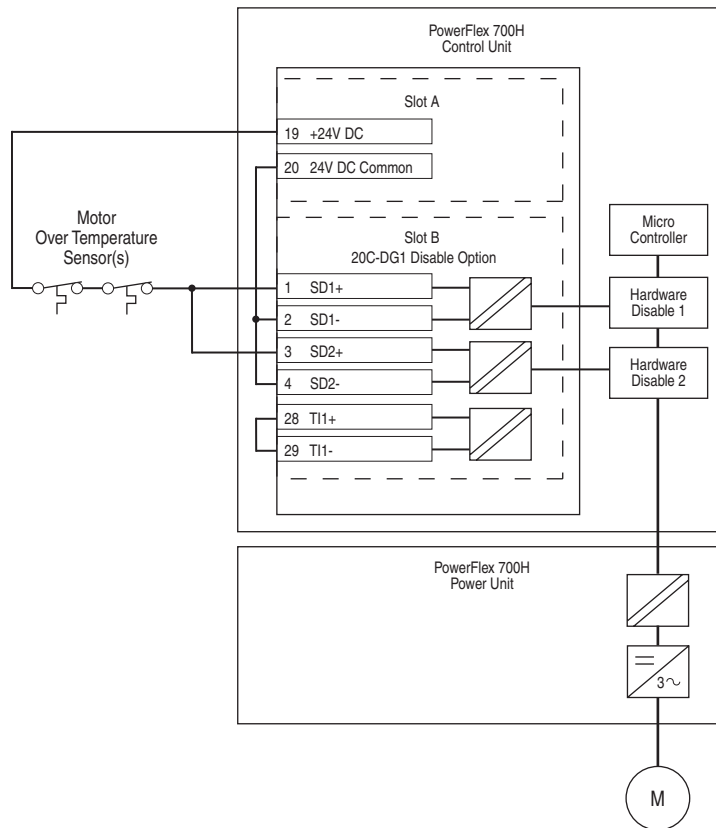 PowerFlex 700H
Control Unit
Slot A
19 +24V DC
20 24V DC Common
Motor
Over Temperature
Sensor(s)
Slot B
20C-DG1 Disable Option
1 SD1+
2 SD1-
3 SD2+
4 SD2-
28 TI1+
29 TI1-
Micro
Controller
Hardware
Disable 1
Hardware
Disable 2
PowerFlex 700H
Power Unit
3
M